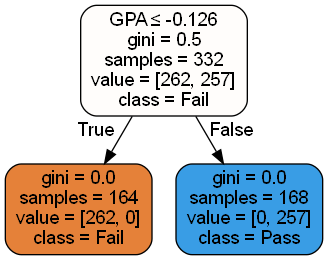 GPA ≤ -0.126
gini = 0.5
samples = 332
value = [262, 257]
class = Fail
True
False
gini = 0.0
samples = 164
value = [262, 0]
class = Fail
gini = 0.0
samples = 168
value = [0, 257]
class = Pass